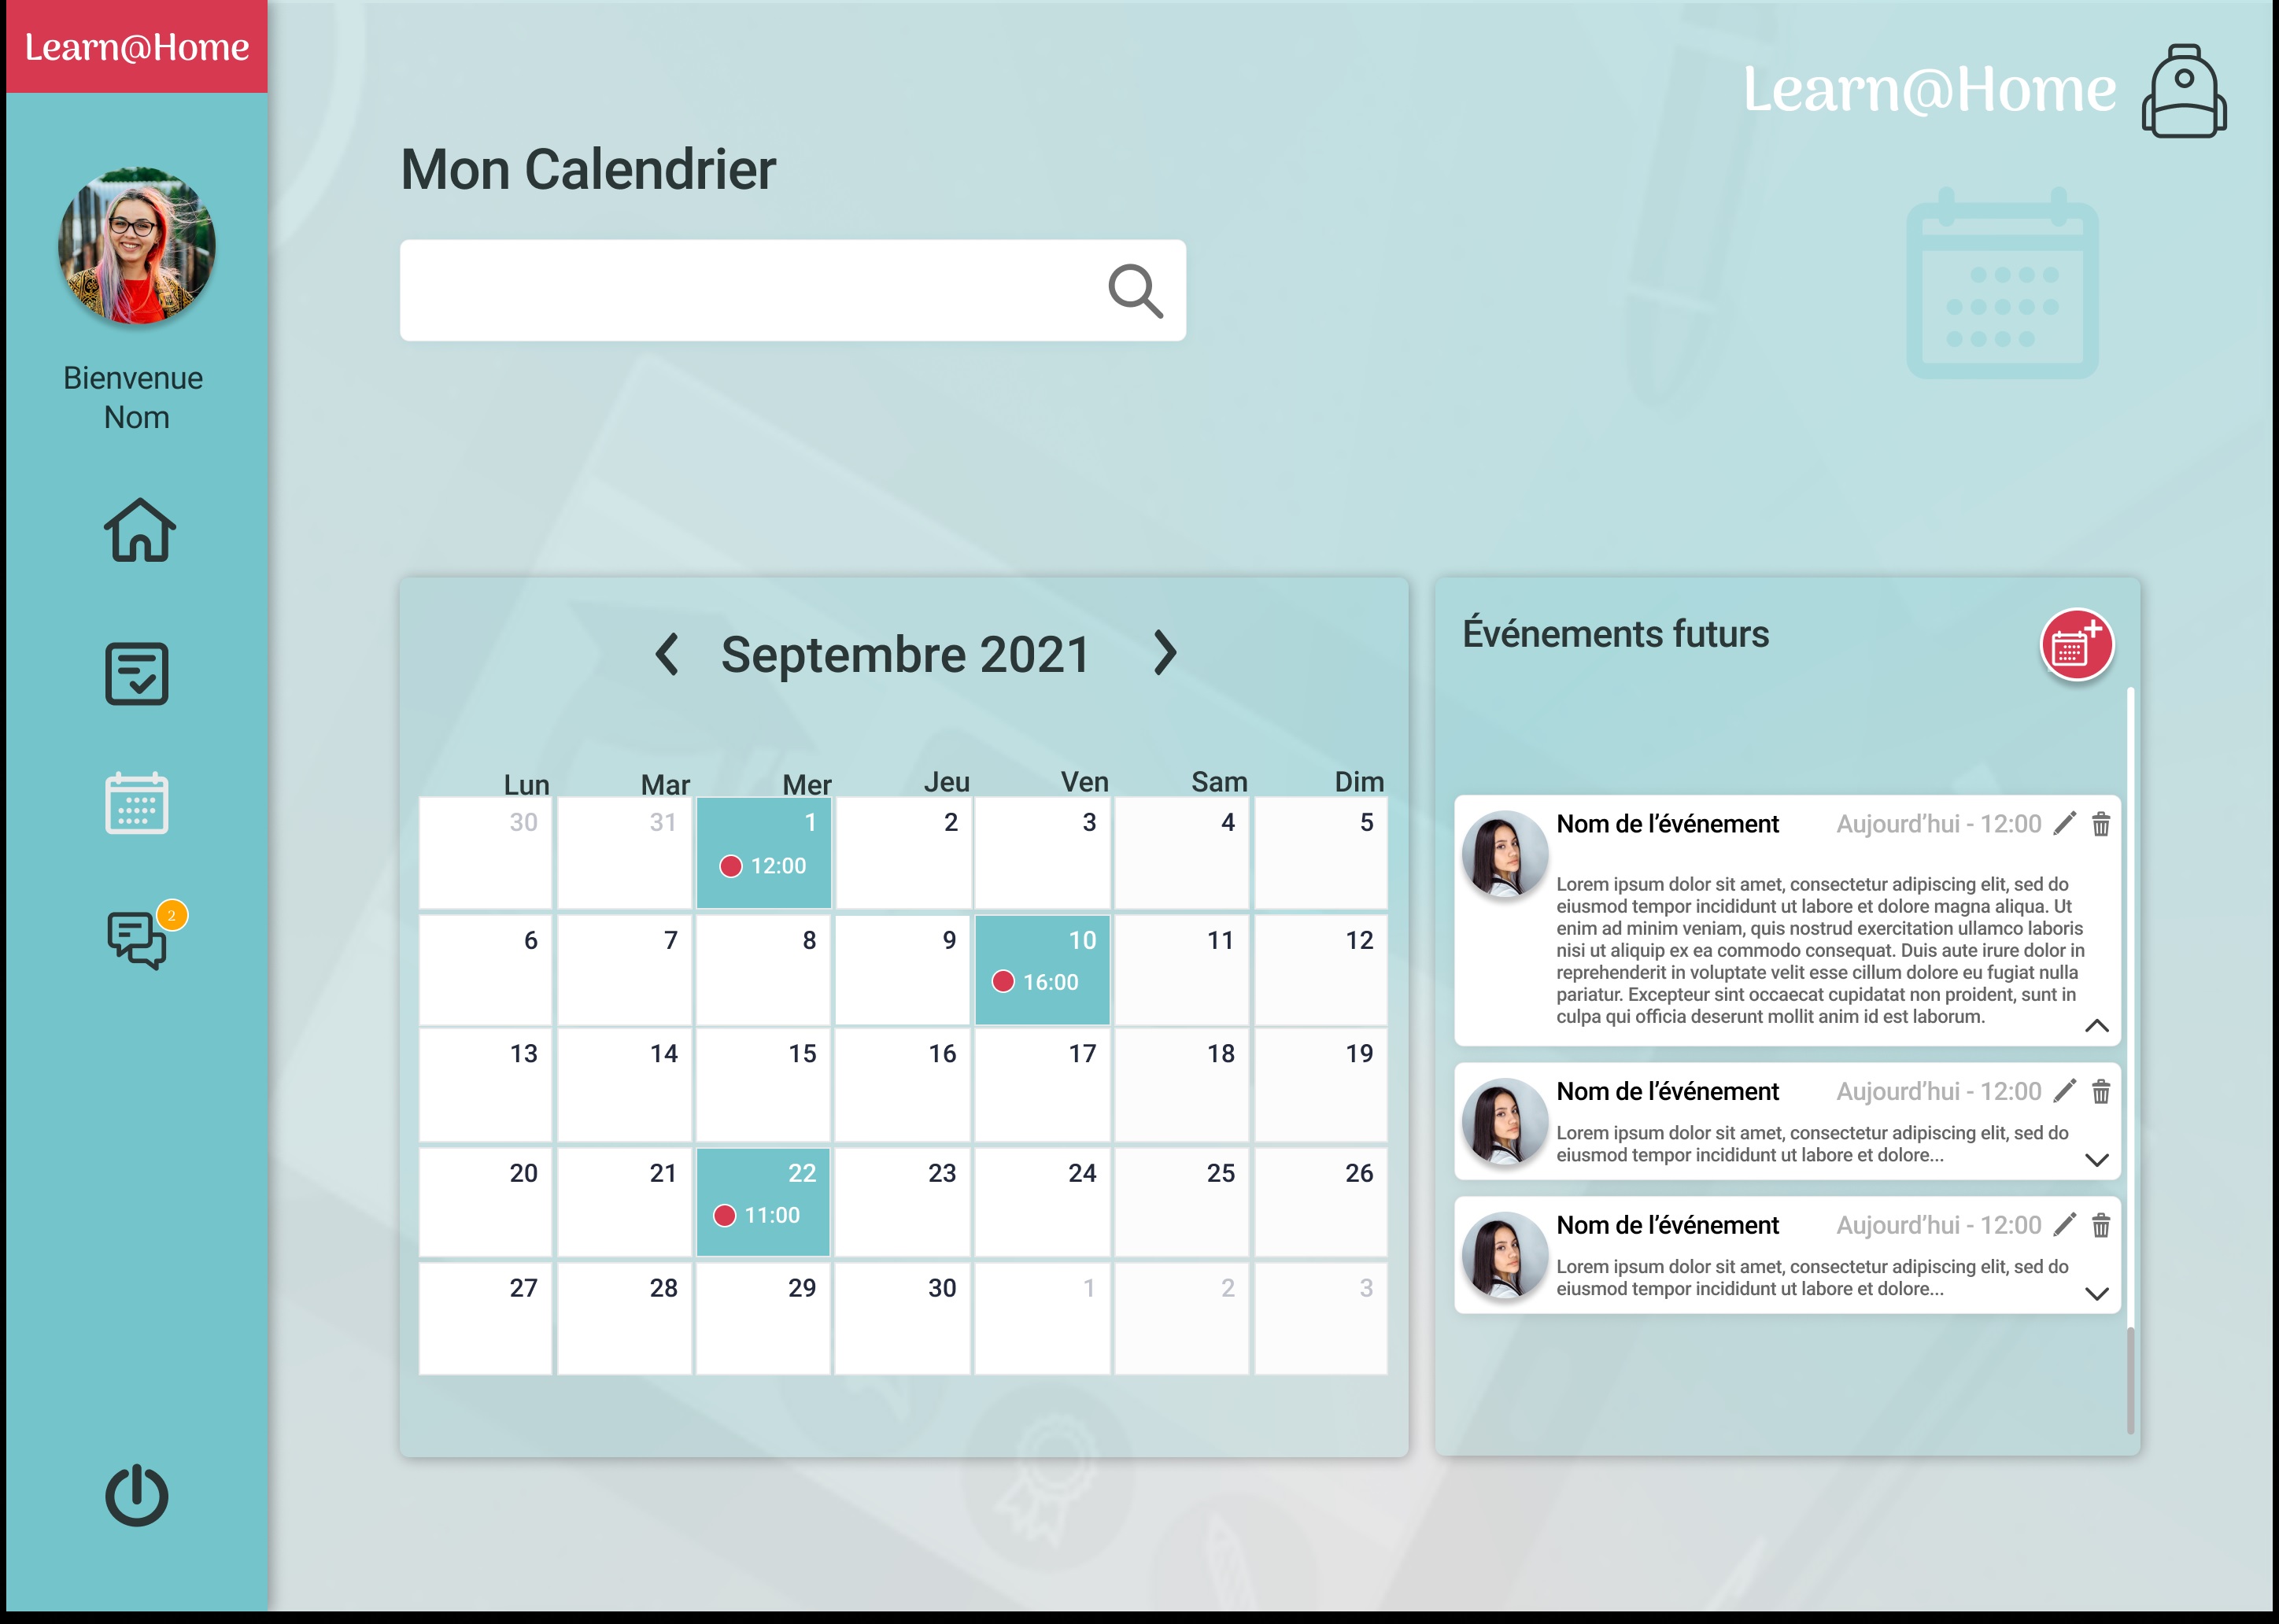 Learn@Home
Learn@Home
Mon Calendrier
Bienvenue
Nom
2
Septembre 2021
Lun Mar Mer Jeu Ven Sam Dim
30 31 1 2 3 4 5
12:00
6 7 8 9 10 11 12
16:00
13 14 15 16 17 18 19
20 21 22 23 24 25 26
11:00
27 28 29 30 1 2 3
Événements futurs
Nom de l’événement Aujourd’hui - 12:00
Lorem ipsum dolor sit amet, consectetur adipiscing elit, sed do
eiusmod tempor incididunt ut labore et dolore magna aliqua. Ut
enim ad minim veniam, quis nostrud exercitation ullamco laboris
nisi ut aliquip ex ea commodo consequat. Duis aute irure dolor in
reprehenderit in voluptate velit esse cillum dolore eu fugiat nulla
pariatur. Excepteur sint occaecat cupidatat non proident, sunt in
culpa qui officia deserunt mollit anim id est laborum.
Nom de l’événement Aujourd’hui - 12:00
Lorem ipsum dolor sit amet, consectetur adipiscing elit, sed do
eiusmod tempor incididunt ut labore et dolore...
Nom de l’événement Aujourd’hui - 12:00
Lorem ipsum dolor sit amet, consectetur adipiscing elit, sed do
eiusmod tempor incididunt ut labore et dolore...